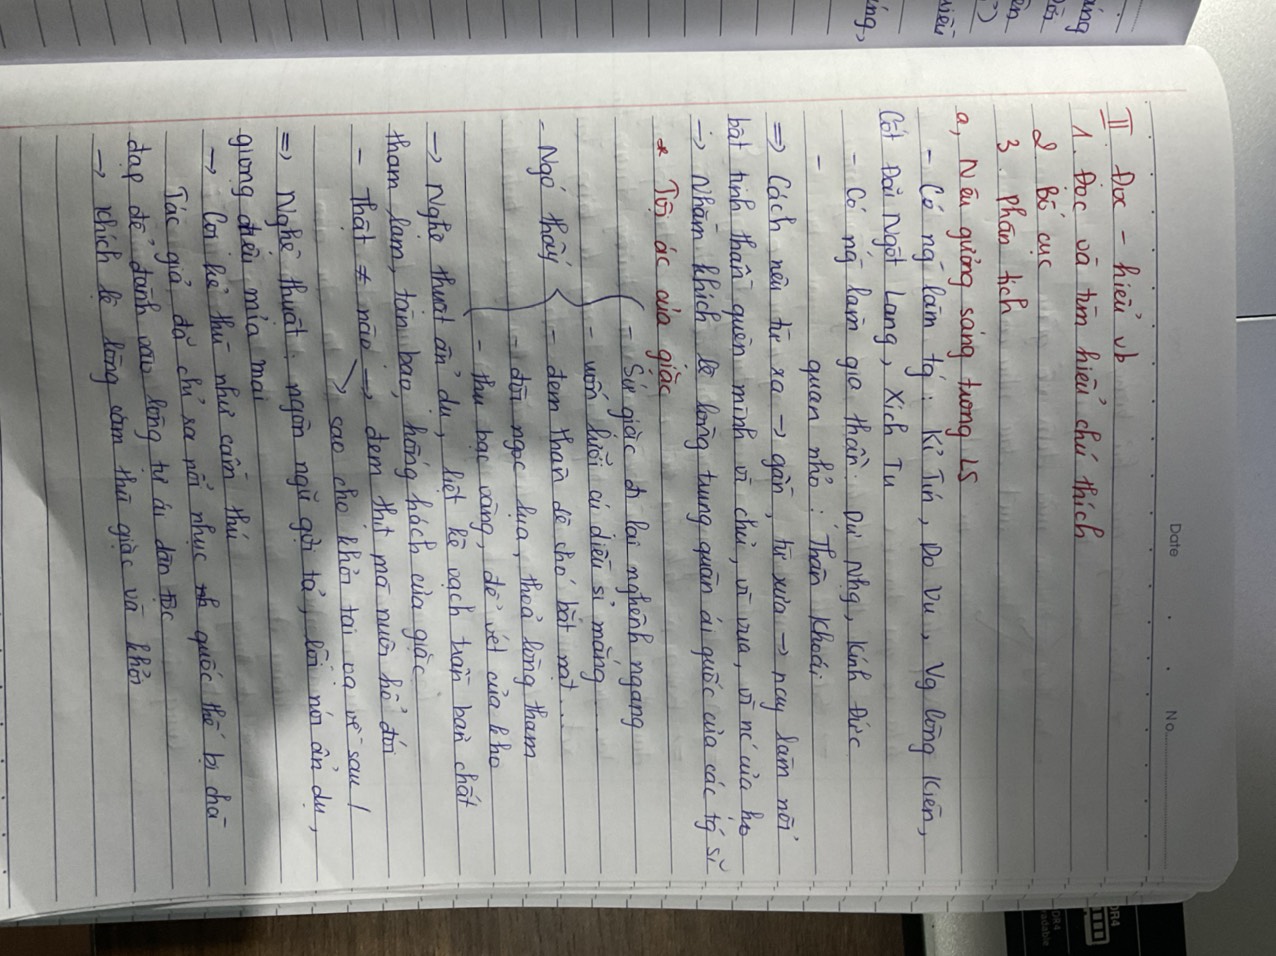 Date . . No
II. Đọc - hiểu vb
1. Đọc và tìm hiểu chú thích
2. Bố cục
3. Phân tích
a, Nêu gương sáng trong LS
- Có ng làm tg: Kỉ Tín, Do Vu, Vg Công Kiên,
Cốt Đãi Ngột Lang, Xích Tu
- Có ng làm gia thần: Dự Nhg, Kính Đức
- quan nhỏ: Thân Khoái
=> Cách nêu từ xa -> gần, từ xưa -> nay làm nổi
bật tinh thần quên mình vì chủ, vì vua, vì nc của họ
-> Nhằm khích lệ lòng trung quân ái quốc của các tg sĩ
* Tội ác của giặc
- Ngó thấy
- Sứ giặc đi lại nghênh ngang
- uốn lưỡi cú diều sỉ mắng...
- đem thân dê chó bắt nạt...
- đòi ngọc lụa, thoả lòng tham
- thu bạc vàng, để vét của kho
-> Nghệ thuật ẩn dụ, liệt kê vạch trần bản chất
tham lam, tàn bạo, hống hách của giặc
- Thật ≠ nào -> đem thịt mà nuôi hổ đói
-> sao cho khỏi tai vạ về sau!
=> Nghệ thuật: ngôn ngữ gợi tả, lối nói ẩn dụ,
giọng điệu mỉa mai
-> Coi kẻ thù như cầm thú
Tác giả đã chỉ ra nỗi nhục quốc thể bị chà
đạp để đánh vào lòng tự ái dân tộc
-> Khích lệ lòng căm thù giặc và khơi
DR4
DR4